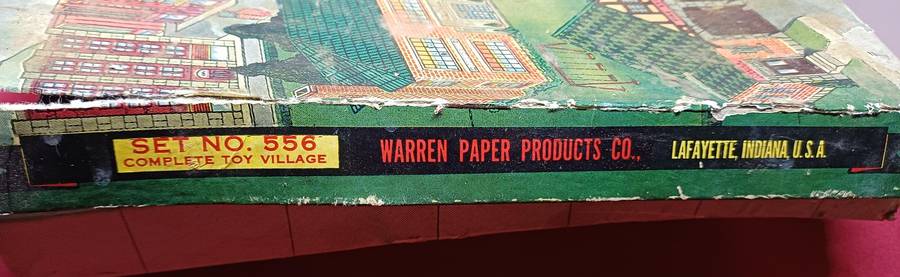 SET NO. 556
COMPLETE TOY VILLAGE
WARREN PAPER PRODUCTS CO., LAFAYETTE, INDIANA, U.S.A.